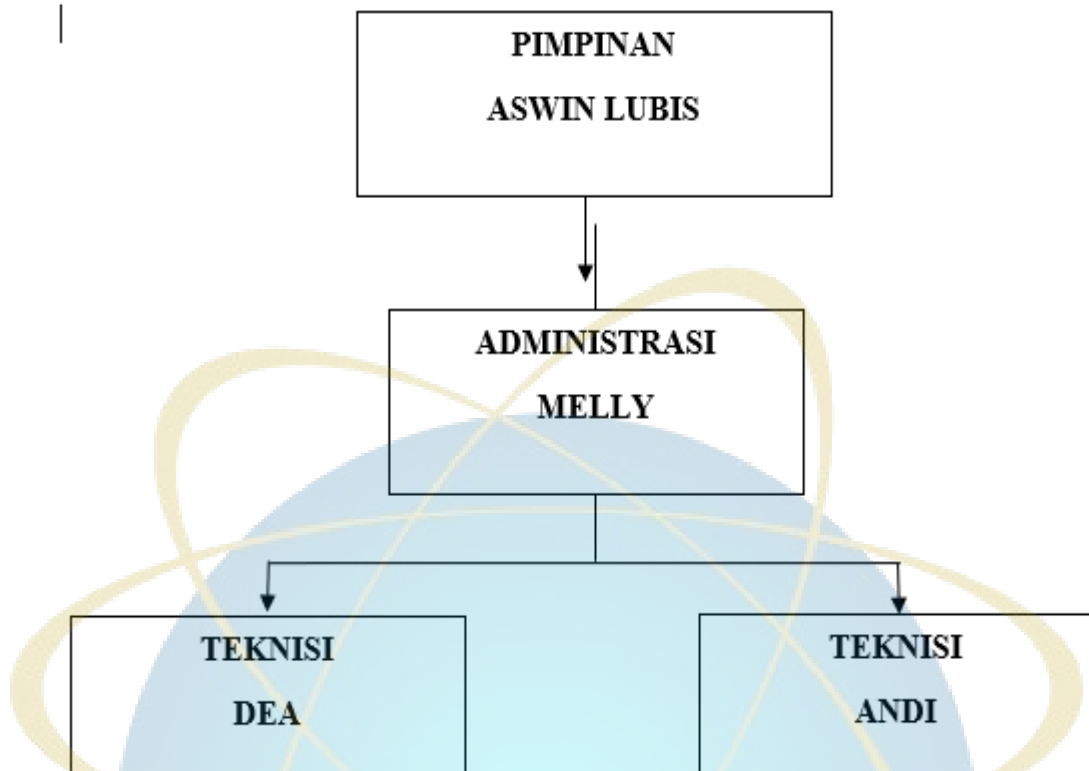 PIMPINAN
ASWIN LUBIS
ADMINISTRASI
MELLY
TEKNISI
DEA
TEKNISI
ANDI